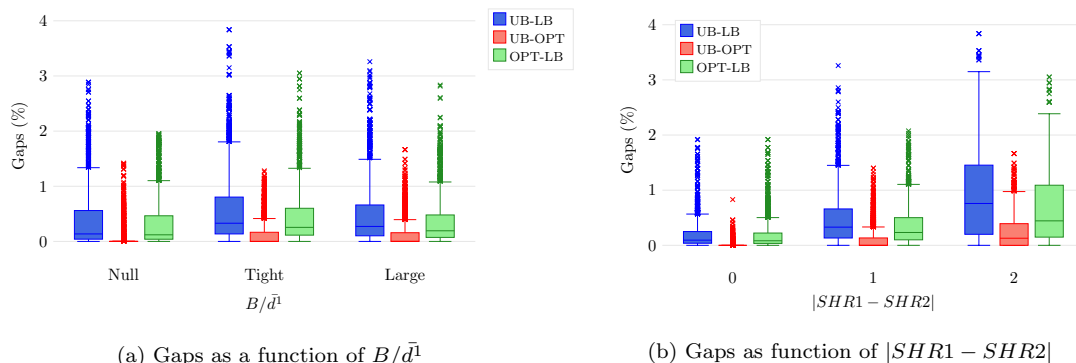 4
3
2
1
0
Gaps (%)
UB-LB
UB-OPT
OPT-LB
Null Tight Large
B/d̄¹
(a) Gaps as a function of B/d̄¹
4
3
2
1
0
Gaps (%)
UB-LB
UB-OPT
OPT-LB
0 1 2
|SHR1 − SHR2|
(b) Gaps as function of |SHR1 − SHR2|